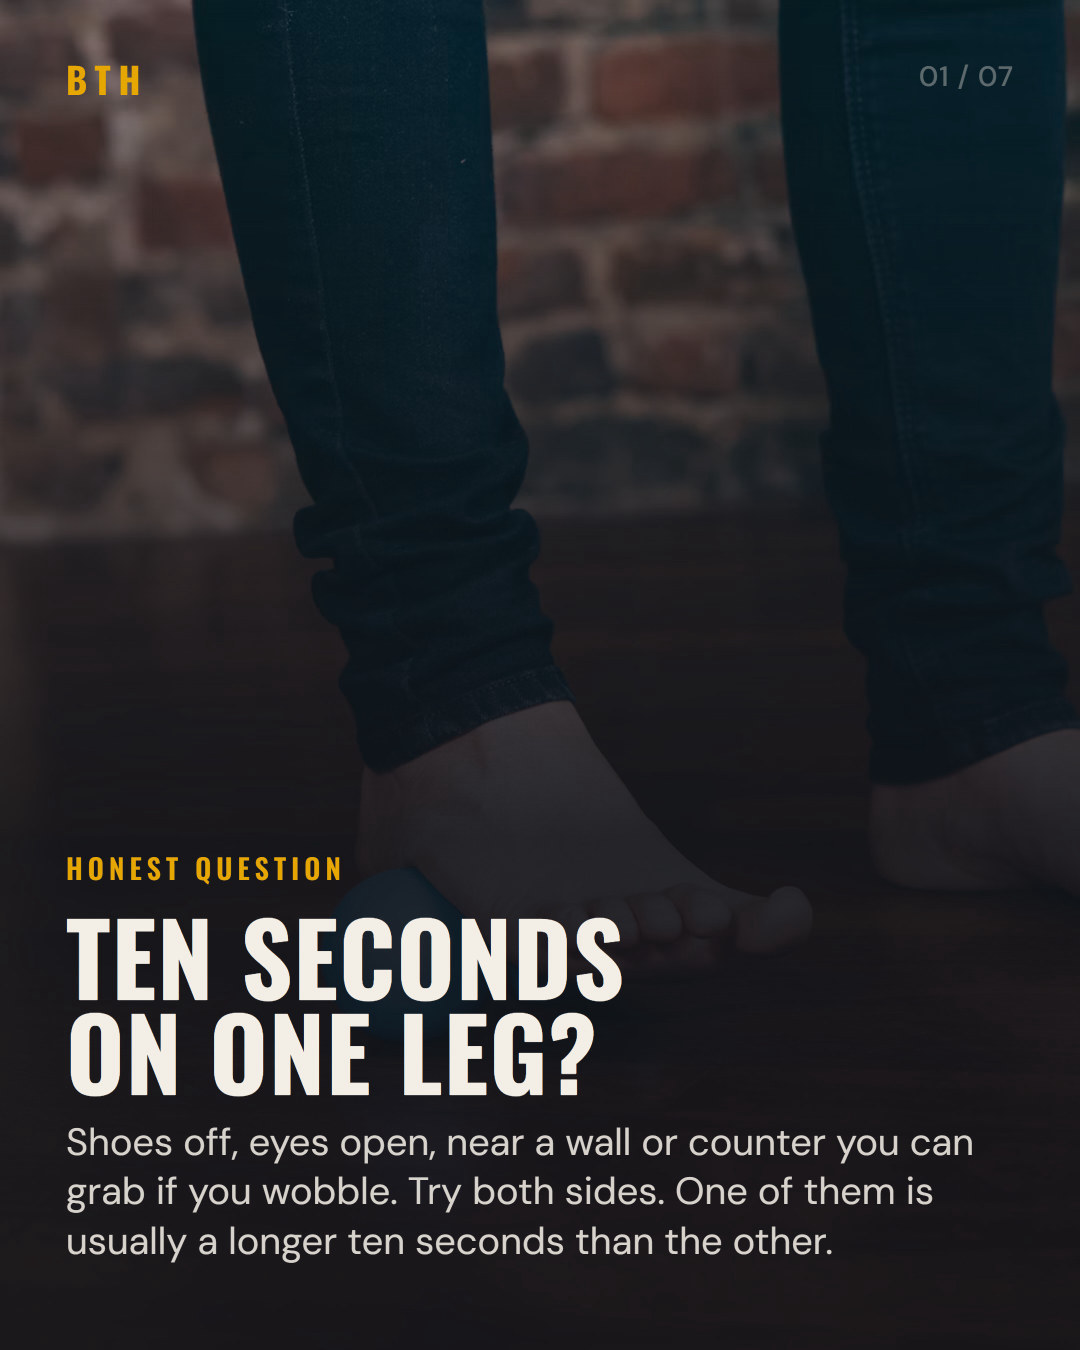 BTH
01 / 07
HONEST QUESTION
TEN SECONDS
ON ONE LEG?
Shoes off, eyes open, near a wall or counter you can
grab if you wobble. Try both sides. One of them is
usually a longer ten seconds than the other.